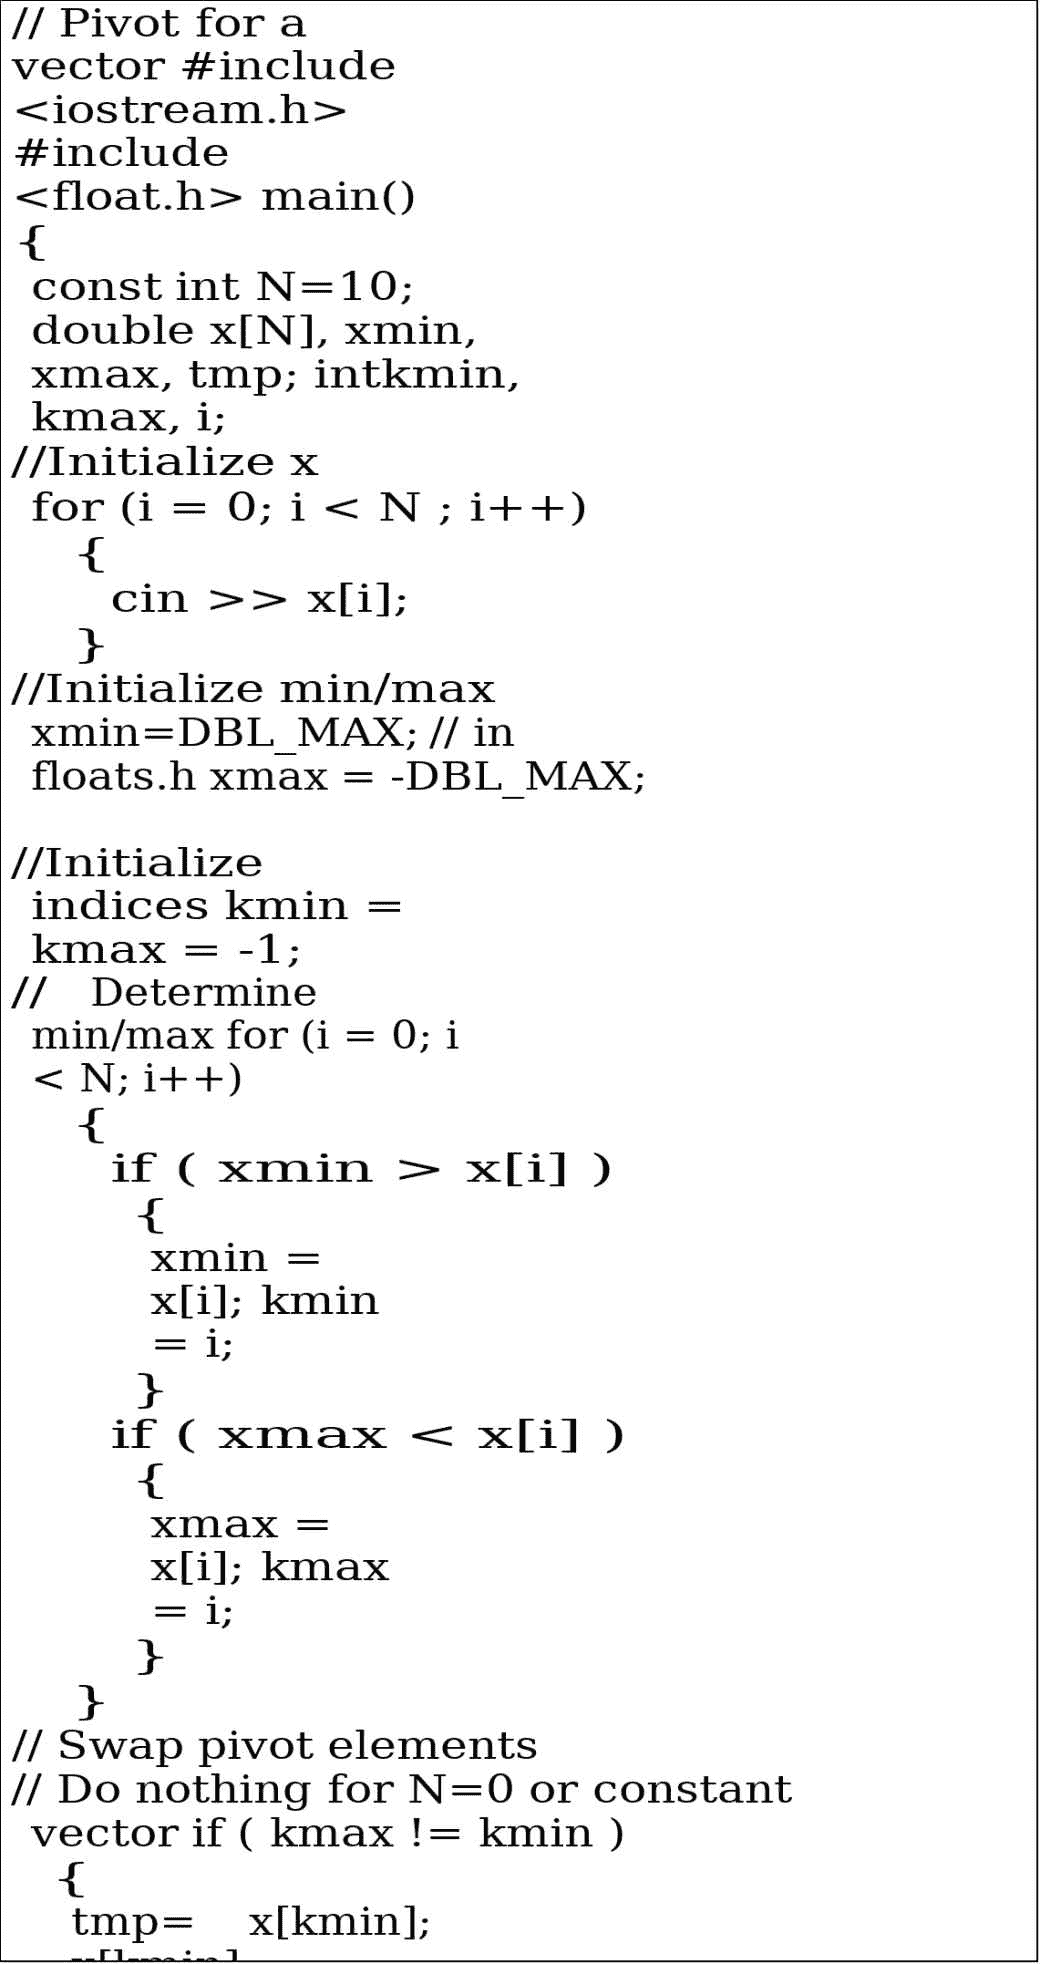 // Pivot for a
vector #include
<iostream.h>
#include
<float.h> main()
{
const int N=10;
double x[N], xmin,
xmax, tmp; intkmin,
kmax, i;
//Initialize x
for (i = 0; i < N ; i++)
{
cin >> x[i];
}
//Initialize min/max
xmin=DBL_MAX; // in
floats.h xmax = -DBL_MAX;
//Initialize
indices kmin =
kmax = -1;
// Determine
min/max for (i = 0; i
< N; i++)
{
if ( xmin > x[i] )
{
xmin =
x[i]; kmin
= i;
}
if ( xmax < x[i] )
{
xmax =
x[i]; kmax
= i;
}
}
// Swap pivot elements
// Do nothing for N=0 or constant
vector if ( kmax != kmin )
{
tmp= x[kmin];
x[kmin]